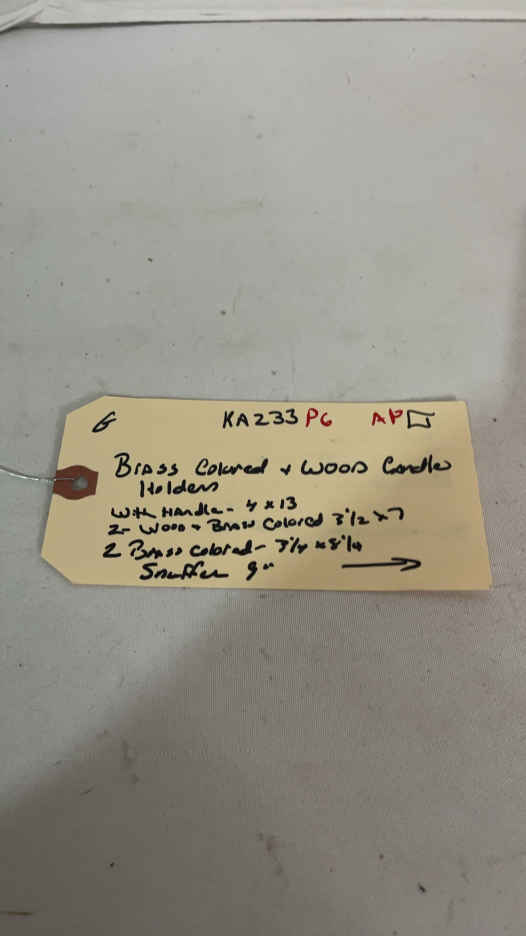 G KA233 PG AP
Brass Colored + Wood Candle
Holders
With Handle - 4 x 13
2 - Wood + Brass Colored 3 1/2 x 7
2 Brass Colored - 3 1/4 x 8 1/4
Snuffer 9"